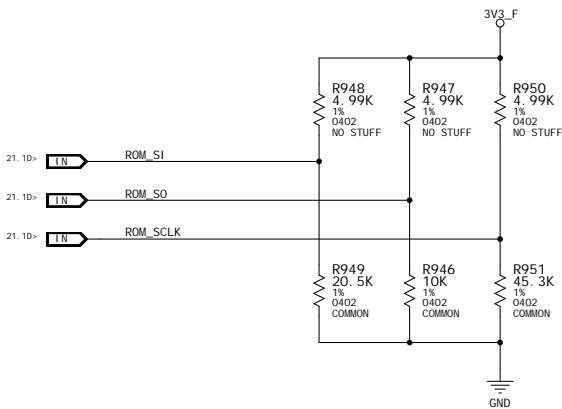 3V3_F
R948
4.99K
1%
0402
NO STUFF
R947
4.99K
1%
0402
NO STUFF
R950
4.99K
1%
0402
NO STUFF
21.1D> IN ROM_SI
21.1D> IN ROM_SO
21.1D> IN ROM_SCLK
R949
20.5K
1%
0402
COMMON
R946
10K
1%
0402
COMMON
R951
45.3K
1%
0402
COMMON
GND